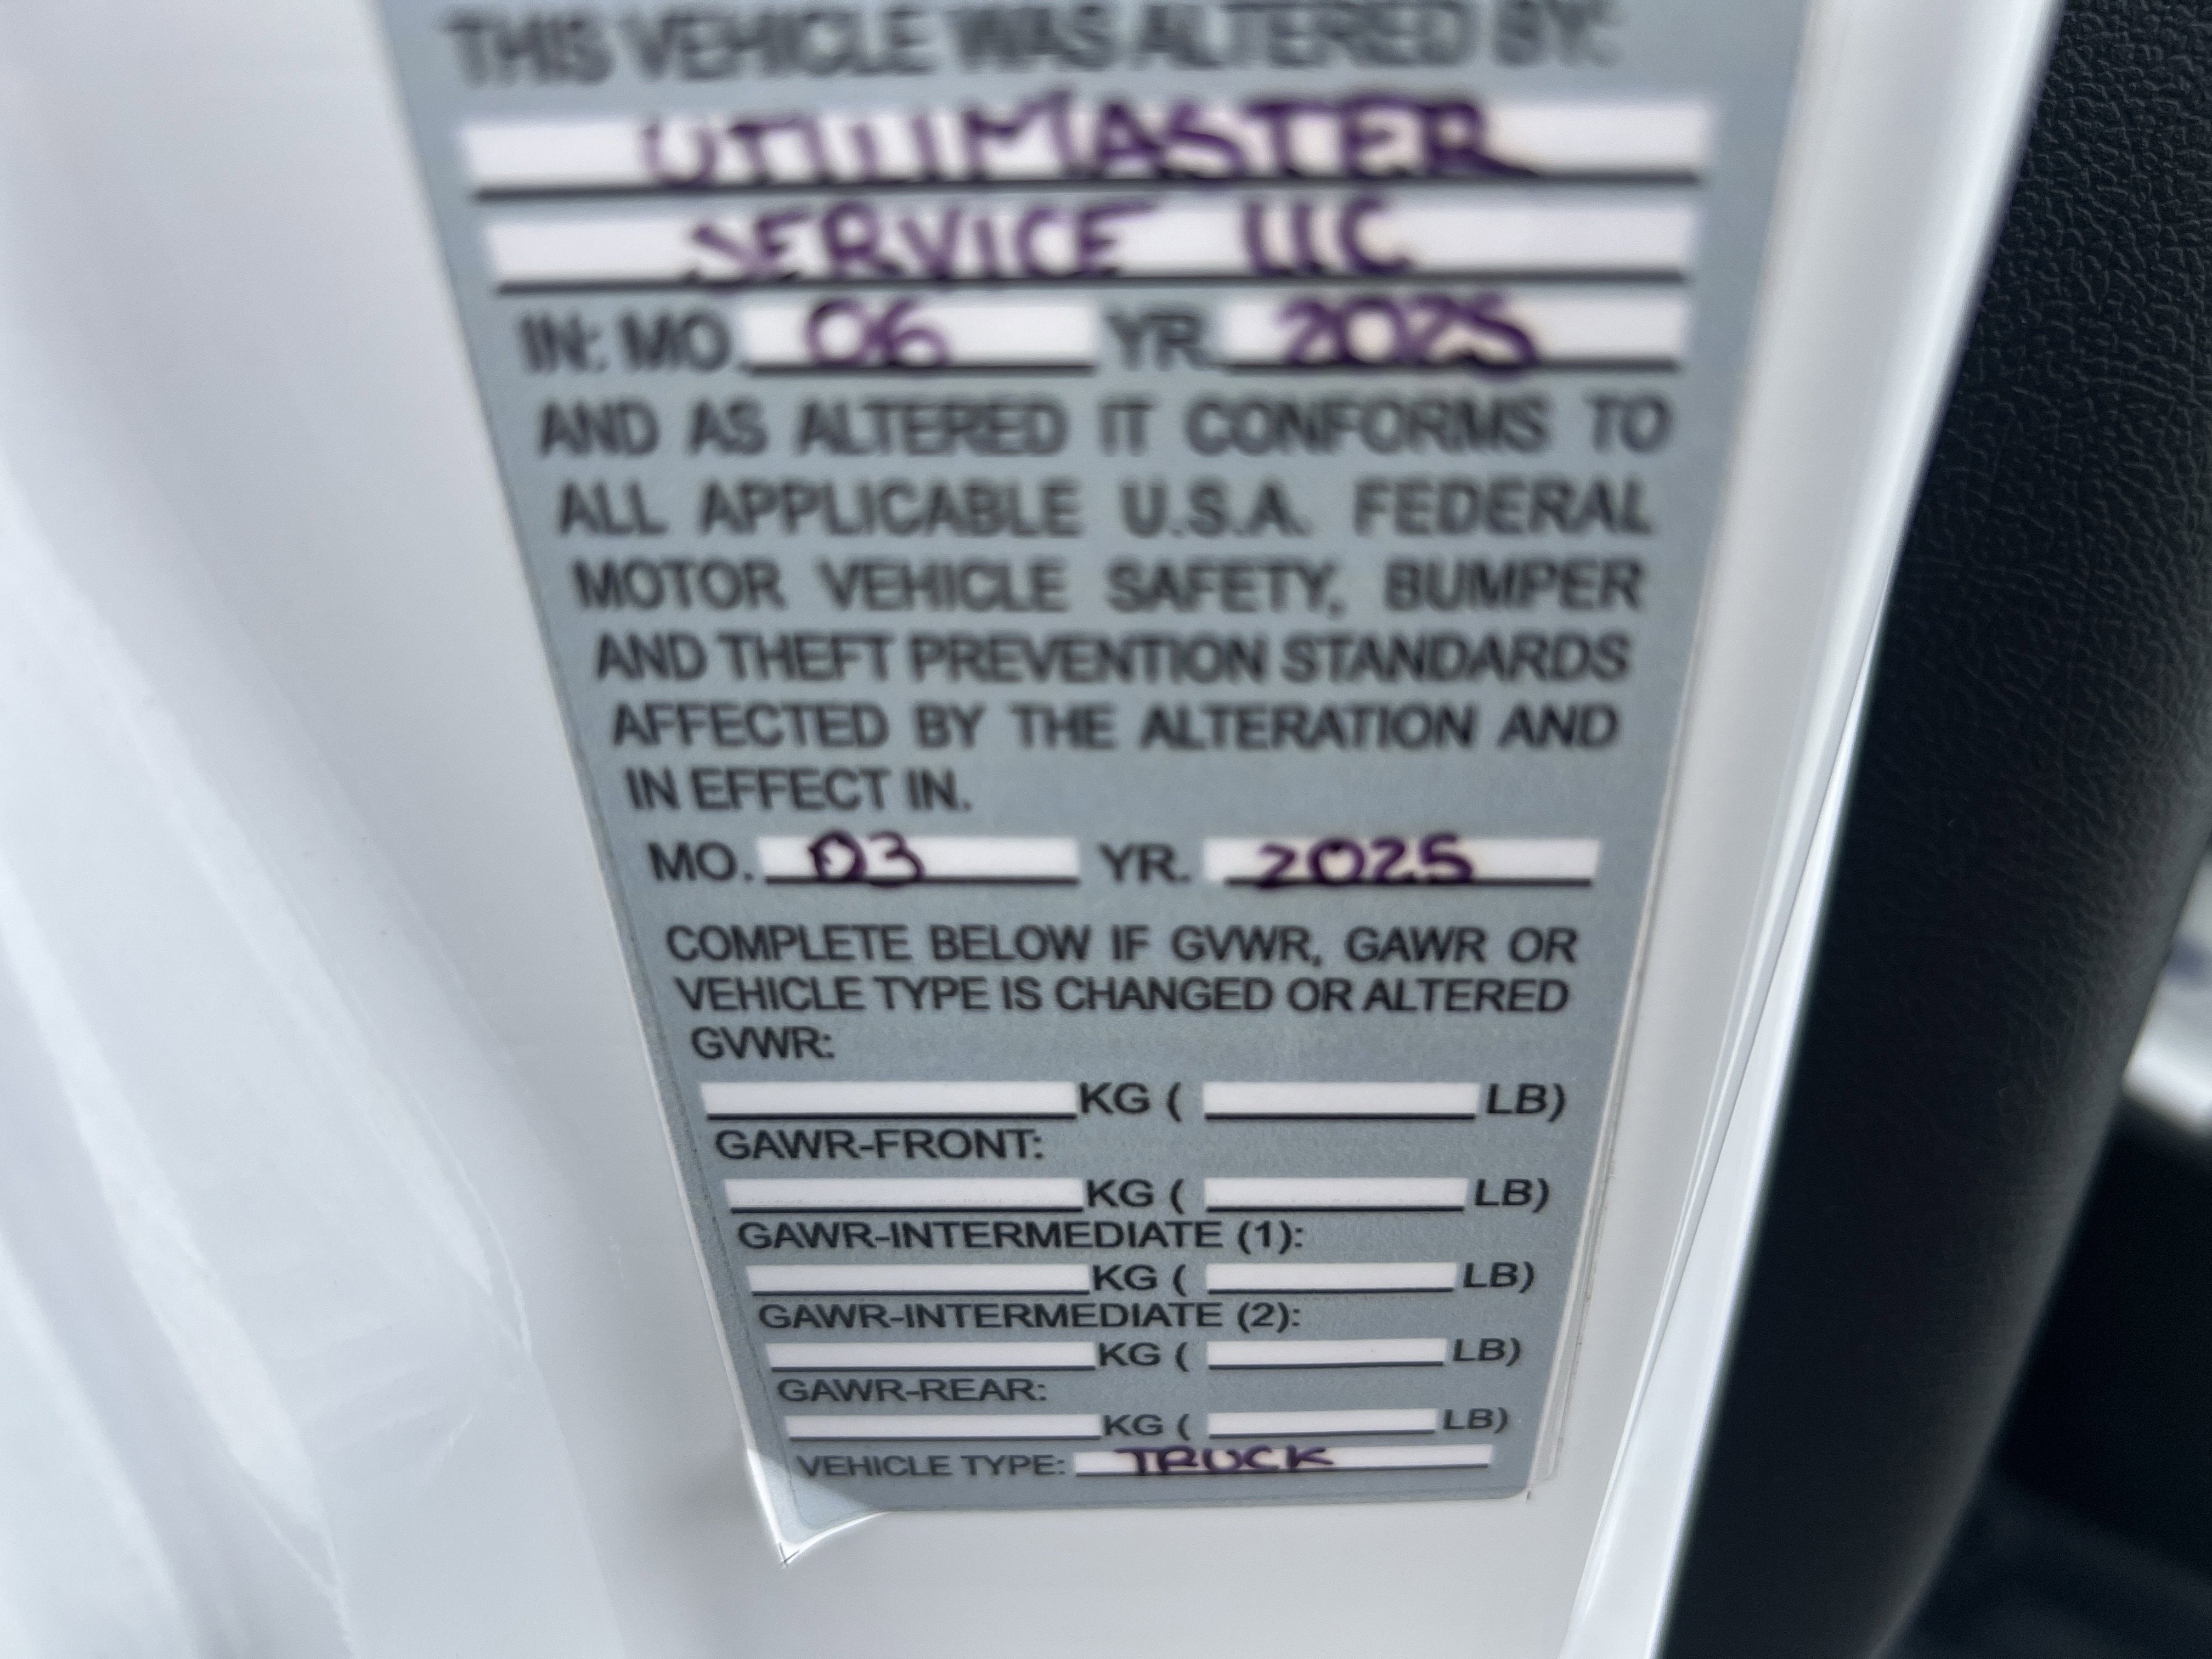 THIS VEHICLE WAS ALTERED BY:
UTILIMASTER
SERVICE LLC
IN: MO. 06 YR. 2025
AND AS ALTERED IT CONFORMS TO
ALL APPLICABLE U.S.A. FEDERAL
MOTOR VEHICLE SAFETY, BUMPER
AND THEFT PREVENTION STANDARDS
AFFECTED BY THE ALTERATION AND
IN EFFECT IN.
MO. 03 YR. 2025
COMPLETE BELOW IF GVWR, GAWR OR
VEHICLE TYPE IS CHANGED OR ALTERED
GVWR:
KG ( LB)
GAWR-FRONT:
KG ( LB)
GAWR-INTERMEDIATE (1):
KG ( LB)
GAWR-INTERMEDIATE (2):
KG ( LB)
GAWR-REAR:
KG ( LB)
VEHICLE TYPE: TRUCK